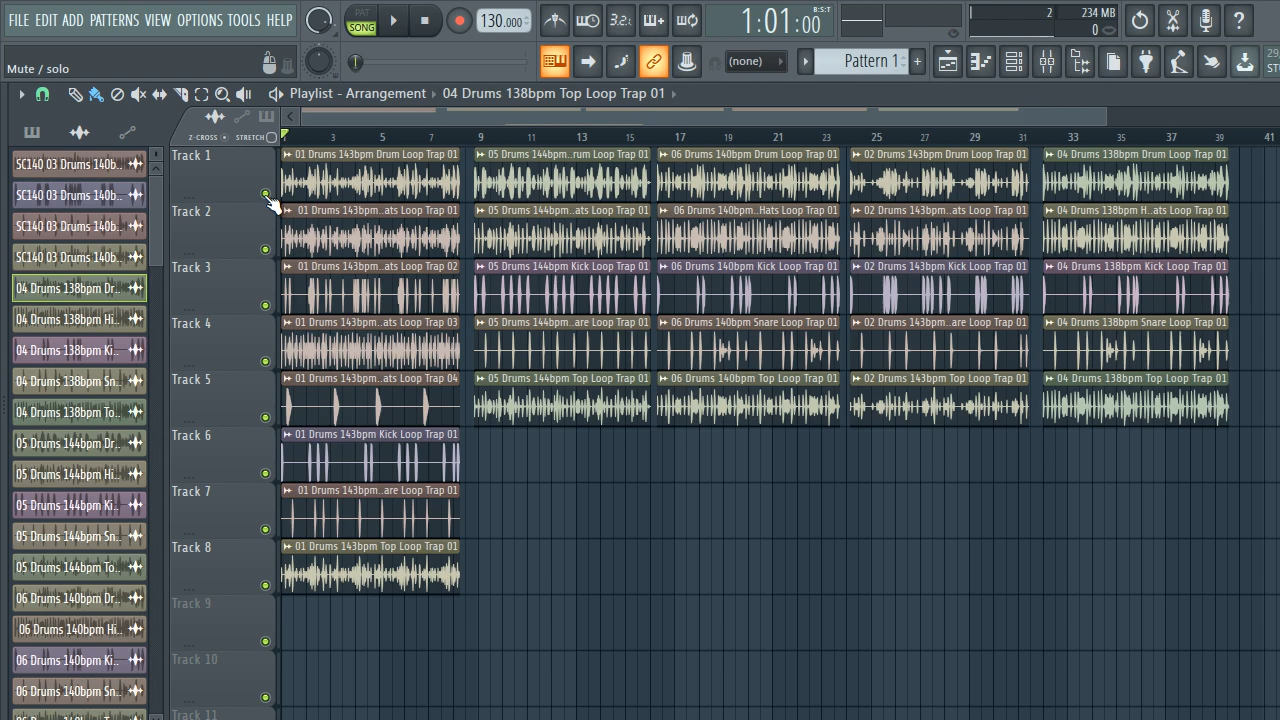 FILE EDIT ADD PATTERNS VIEW OPTIONS TOOLS HELP
PAT
SONG
130.000
3.2
1:01:00
B:S:T
2
234 MB
0
Mute / solo
(none)
Pattern 1
Playlist - Arrangement 04 Drums 138bpm Top Loop Trap 01
Z-CROSS STRETCH
3 5 7 9 11 13 15 17 19 21 23 25 27 29 31 33 35 37 39 41
SC140 03 Drums 140b..
SC140 03 Drums 140b..
SC140 03 Drums 140b..
SC140 03 Drums 140b..
04 Drums 138bpm Dr..
04 Drums 138bpm Hi..
04 Drums 138bpm Ki..
04 Drums 138bpm Sn..
04 Drums 138bpm To..
05 Drums 144bpm Dr..
05 Drums 144bpm Hi..
05 Drums 144bpm Ki..
05 Drums 144bpm Sn..
05 Drums 144bpm To..
06 Drums 140bpm Dr..
06 Drums 140bpm Hi..
06 Drums 140bpm Ki..
06 Drums 140bpm Sn..
Track 1
01 Drums 143bpm Drum Loop Trap 01
05 Drums 144bpm..rum Loop Trap 01
06 Drums 140bpm Drum Loop Trap 01
02 Drums 143bpm Drum Loop Trap 01
04 Drums 138bpm Drum Loop Trap 01
Track 2
01 Drums 143bpm..ats Loop Trap 01
05 Drums 144bpm..ats Loop Trap 01
06 Drums 140bpm..Hats Loop Trap 01
02 Drums 143bpm..ats Loop Trap 01
04 Drums 138bpm H..ats Loop Trap 01
Track 3
01 Drums 143bpm..ats Loop Trap 02
05 Drums 144bpm Kick Loop Trap 01
06 Drums 140bpm Kick Loop Trap 01
02 Drums 143bpm Kick Loop Trap 01
04 Drums 138bpm Kick Loop Trap 01
Track 4
01 Drums 143bpm..ats Loop Trap 03
05 Drums 144bpm..are Loop Trap 01
06 Drums 140bpm Snare Loop Trap 01
02 Drums 143bpm..are Loop Trap 01
04 Drums 138bpm Snare Loop Trap 01
Track 5
01 Drums 143bpm..ats Loop Trap 04
05 Drums 144bpm Top Loop Trap 01
06 Drums 140bpm Top Loop Trap 01
02 Drums 143bpm Top Loop Trap 01
04 Drums 138bpm Top Loop Trap 01
Track 6
01 Drums 143bpm Kick Loop Trap 01
Track 7
01 Drums 143bpm..are Loop Trap 01
Track 8
01 Drums 143bpm Top Loop Trap 01
Track 9
Track 10
Track 11